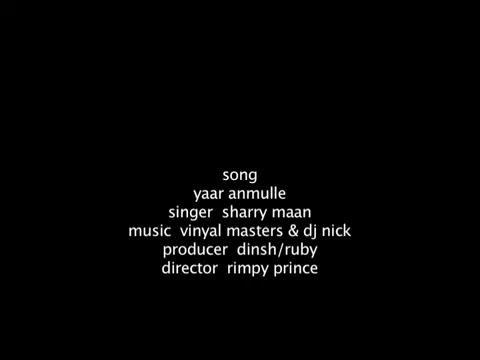 song
yaar anmulle
singer  sharry maan
music  vinyal masters & dj nick
producer  dinsh/ruby
director  rimpy prince